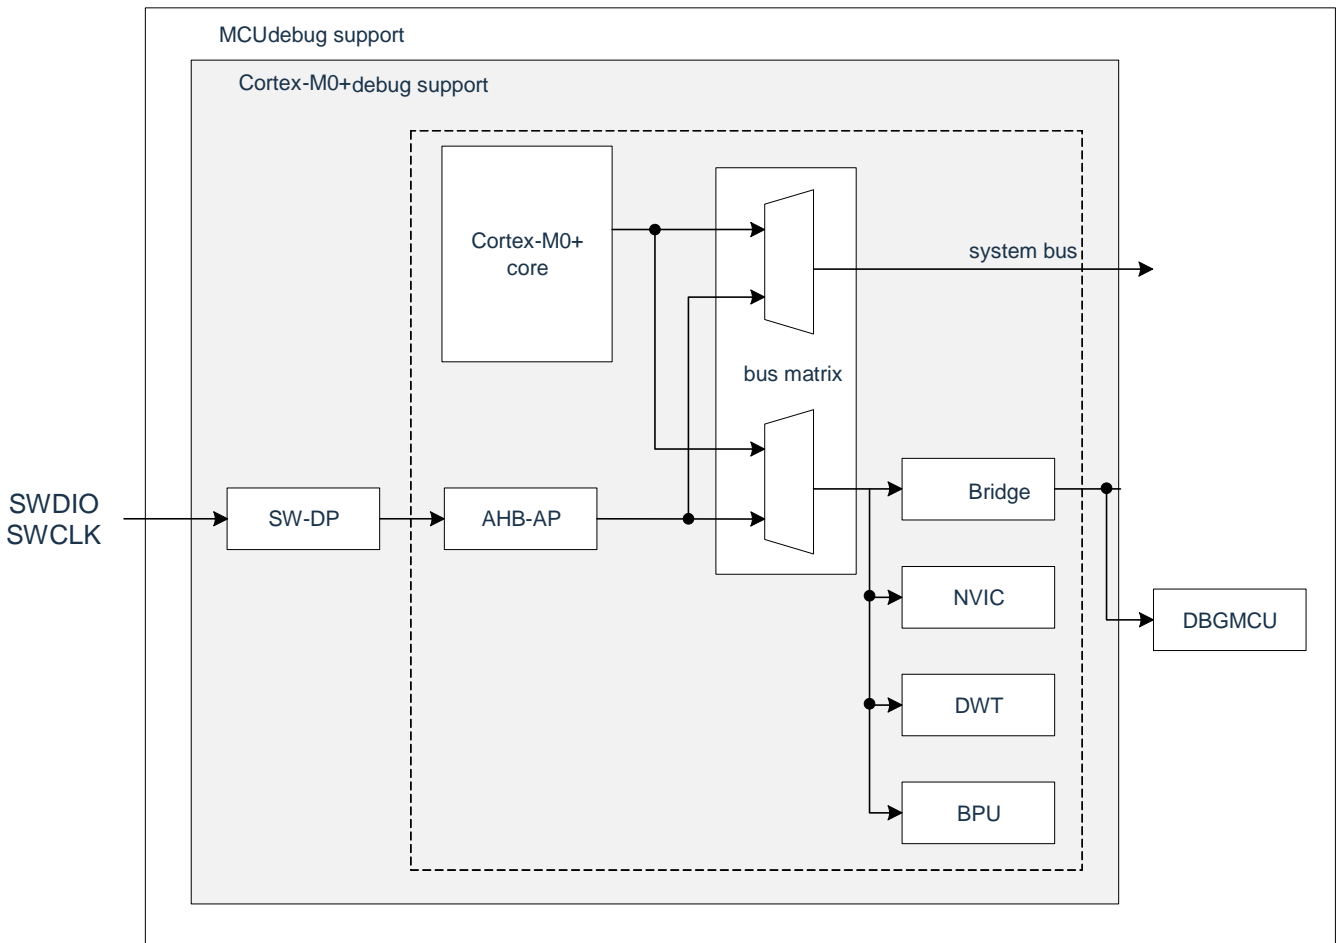 MCUdebug support
Cortex-M0+debug support
Cortex-M0+
core
system bus
bus matrix
SWDIO
SWCLK
SW-DP
AHB-AP
Bridge
NVIC
DBGMCU
DWT
BPU